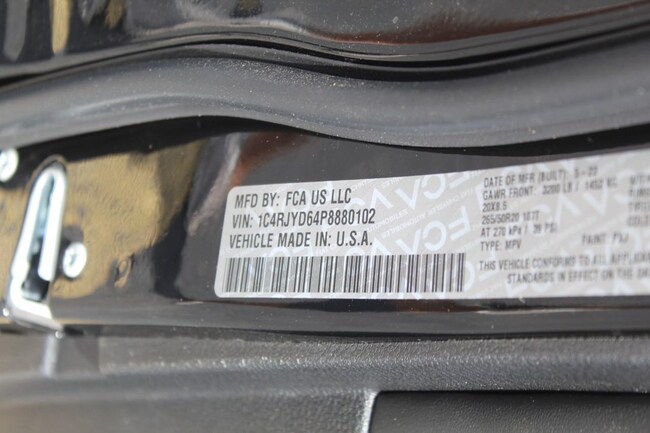 MFD BY: FCA US LLC
VIN: 1C4RJYD64P8880102
VEHICLE MADE IN: U.S.A.
DATE OF MFR (BUILT): 5-23
GAWR FRONT: 3200 LB / 1452 KG
20X8.5
265/50R20 107T
AT 270 kPa / 39 PSI
TYPE: MPV PAINT:
THIS VEHICLE CONFORMS TO ALL APPLICA
STANDARDS IN EFFECT ON THE DA